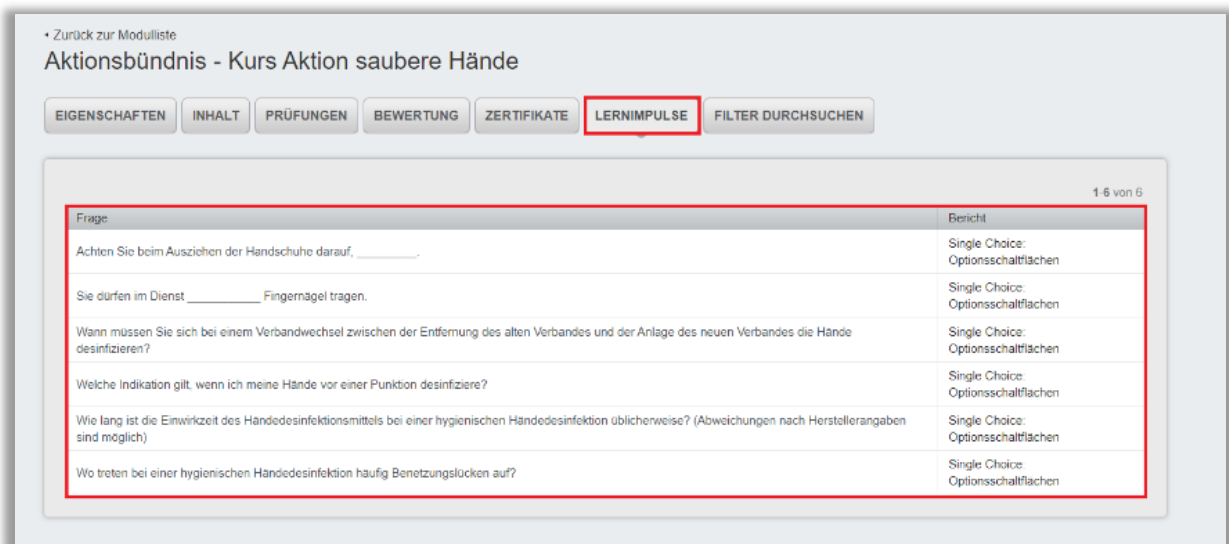 • Zurück zur Modulliste
Aktionsbündnis - Kurs Aktion saubere Hände
EIGENSCHAFTEN INHALT PRÜFUNGEN BEWERTUNG ZERTIFIKATE LERNIMPULSE FILTER DURCHSUCHEN
1-6 von 6
Frage Bericht
Achten Sie beim Ausziehen der Handschuhe darauf, _________. Single Choice:
Optionsschaltflächen
Sie dürfen im Dienst ___________ Fingernägel tragen. Single Choice:
Optionsschaltflächen
Wann müssen Sie sich bei einem Verbandwechsel zwischen der Entfernung des alten Verbandes und der Anlage des neuen Verbandes die Hände Single Choice:
desinfizieren? Optionsschaltflächen
Welche Indikation gilt, wenn ich meine Hände vor einer Punktion desinfiziere? Single Choice:
Optionsschaltflächen
Wie lang ist die Einwirkzeit des Händedesinfektionsmittels bei einer hygienischen Händedesinfektion üblicherweise? (Abweichungen nach Herstellerangaben Single Choice:
sind möglich) Optionsschaltflächen
Wo treten bei einer hygienischen Händedesinfektion häufig Benetzungslücken auf? Single Choice:
Optionsschaltflächen